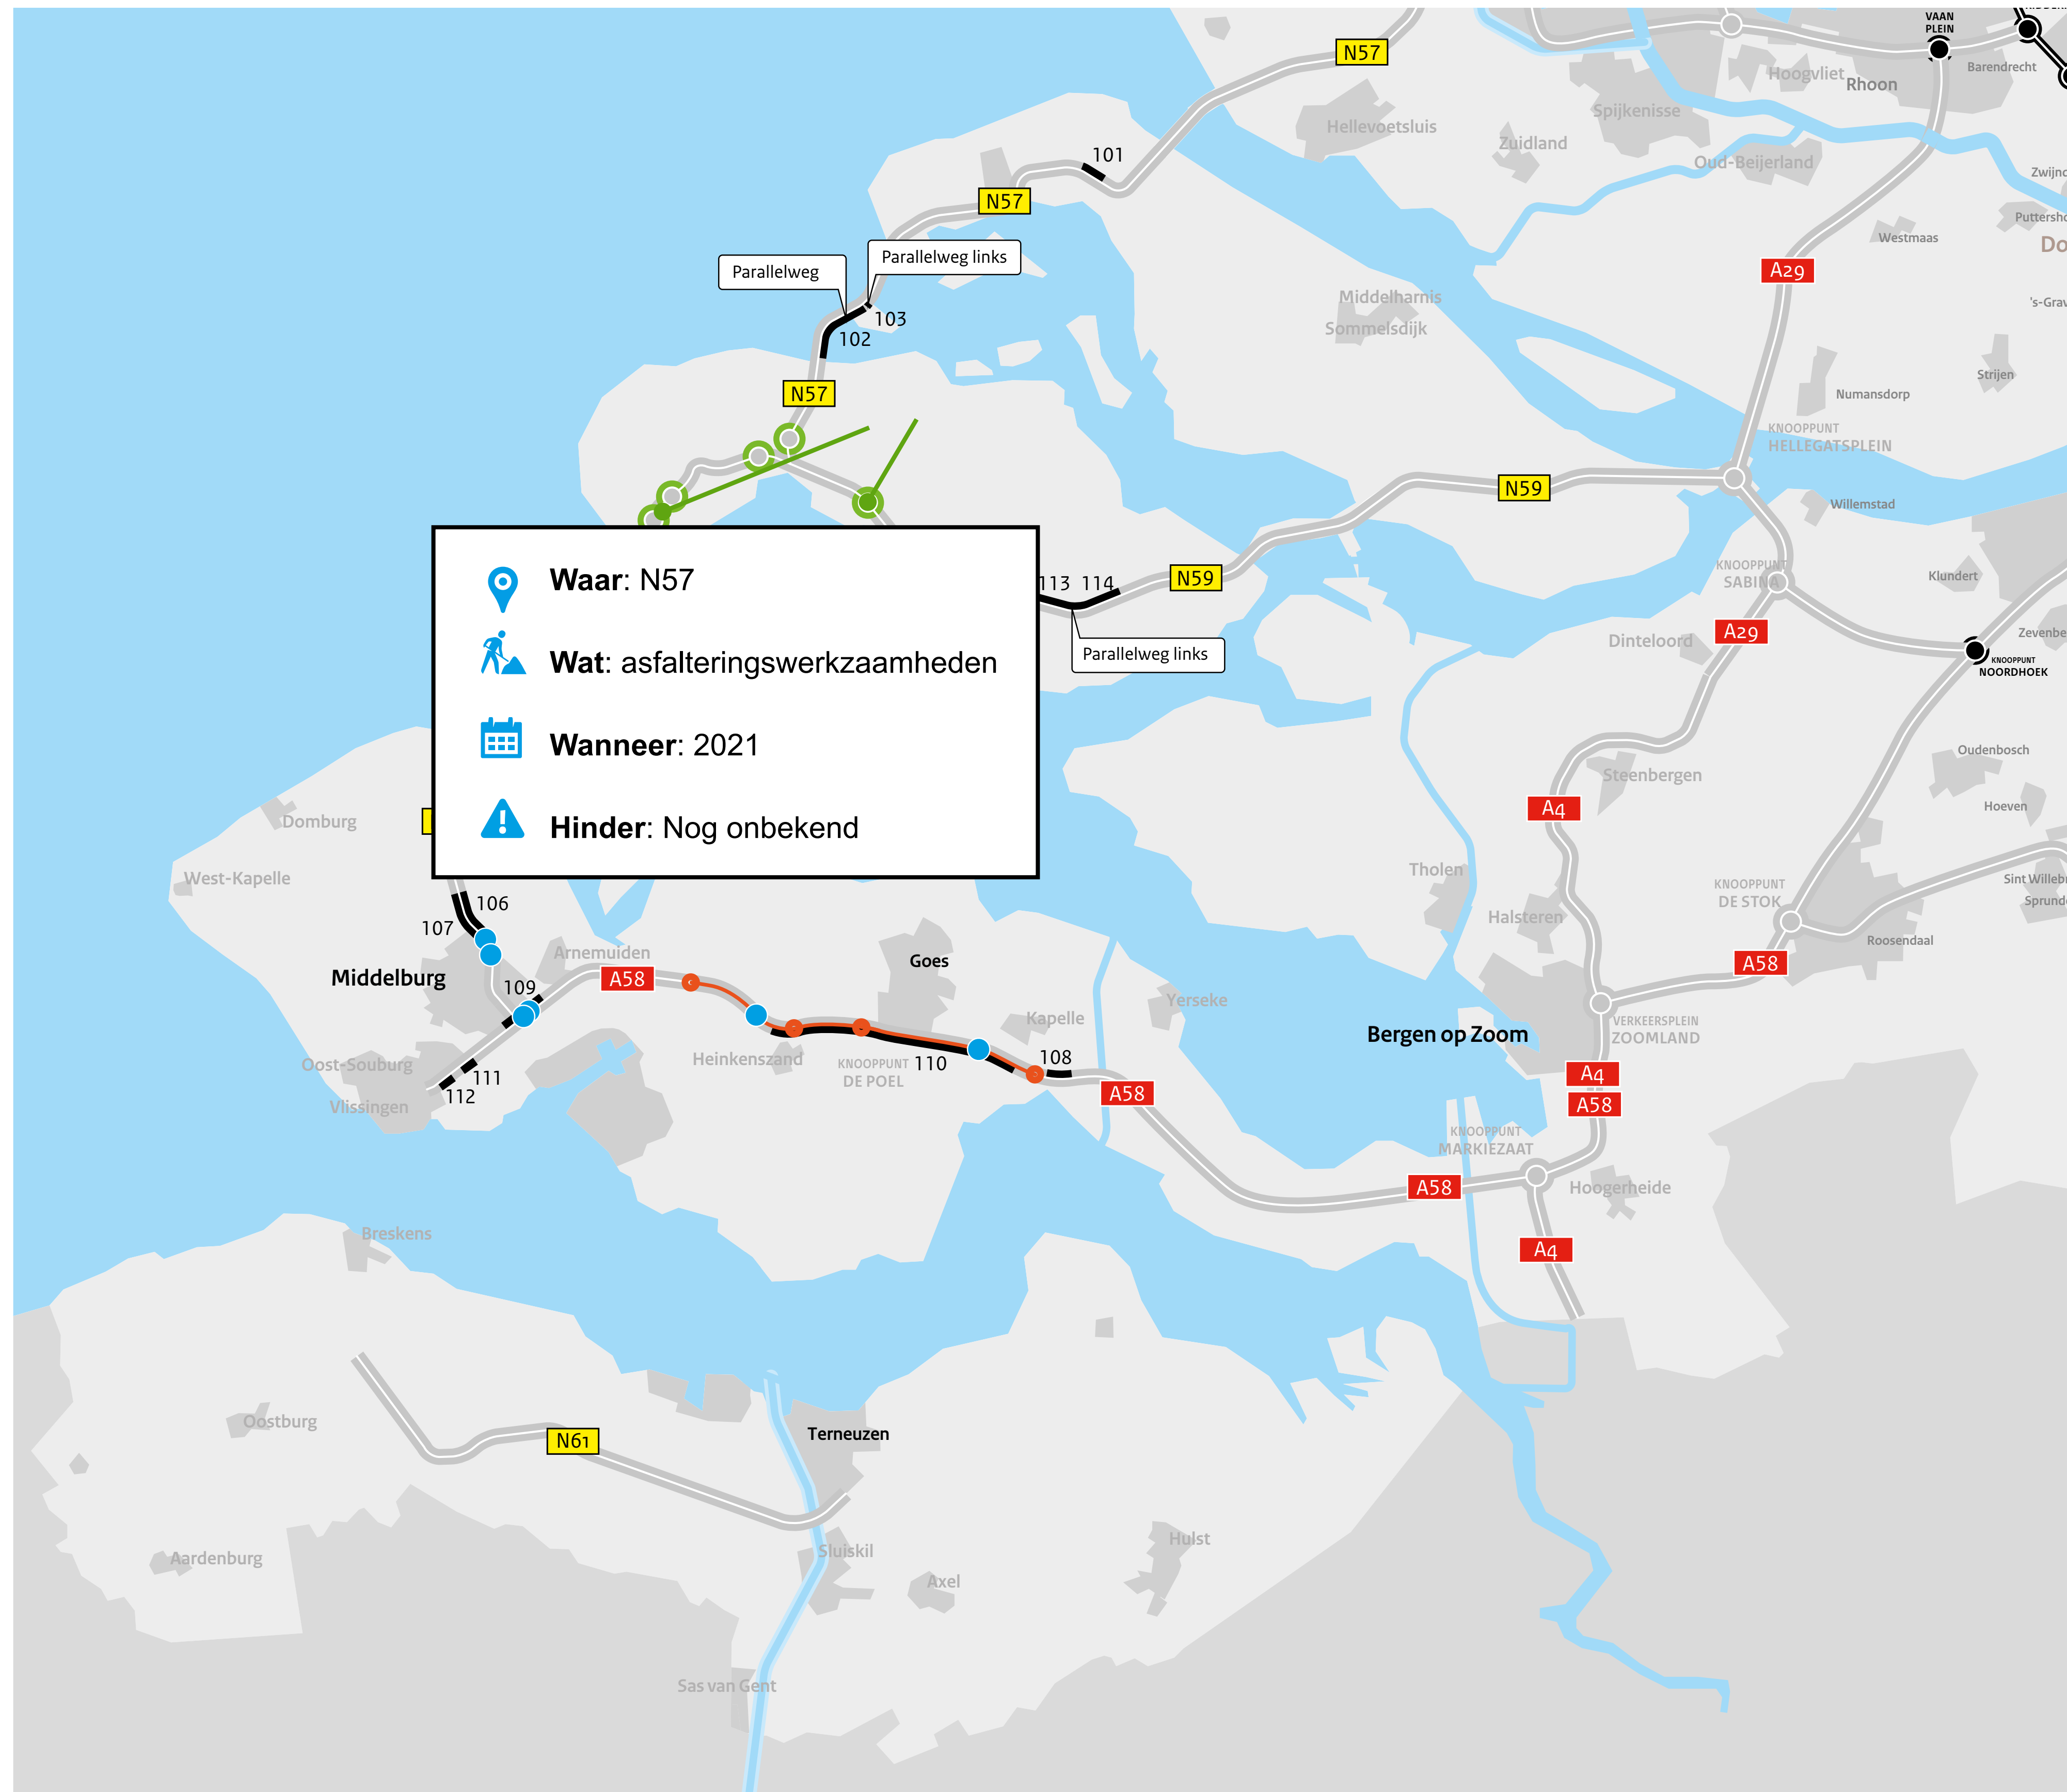 VAAN
PLEIN
N57
Hoogvliet
Rhoon
Barendrecht
Spijkenisse
Hellevoetsluis
Zuidland
Oud-Beijerland
101
N57
Westmaas
A29
Parallelweg links
Parallelweg
103
102
Middelharnis
Sommelsdijk
Strijen
Numansdorp
N57
KNOOPPUNT
HELLEGATSPLEIN
N59
Willemstad
KNOOPPUNT
SABINA
Klundert
113 114
N59
A29
Dinteloord
Parallelweg links
KNOOPPUNT
NOORDHOEK
Waar: N57
Wat: asfalteringswerkzaamheden
Wanneer: 2021
Hinder: Nog onbekend
Oudenbosch
Steenbergen
A4
Hoeven
Domburg
West-Kapelle
Tholen
KNOOPPUNT
DE STOK
Halsteren
106
107
Roosendaal
Arnemuiden
Middelburg
A58
Goes
A58
109
Yerseke
Kapelle
Bergen op Zoom
VERKEERSPLEIN
ZOOMLAND
Oost-Souburg
Heinkenszand
KNOOPPUNT
DE POEL
110
108
111
112
Vlissingen
A58
A4
A58
KNOOPPUNT
MARKIEZAAT
A58
Hoogerheide
Breskens
A4
Oostburg
N61
Terneuzen
Aardenburg
Sluiskil
Hulst
Axel
Sas van Gent